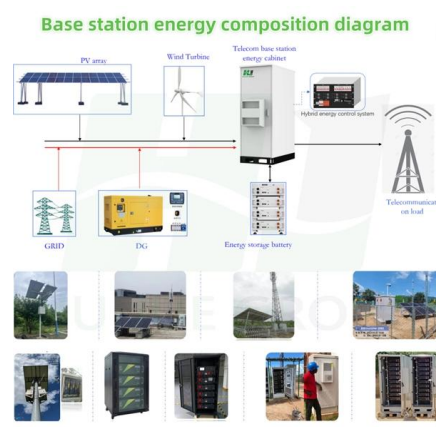 Base station energy composition diagram
PV array
Wind Turbine
Telecom base station
energy cabinet
Hybrid energy control system
Telecommunicati
on load
GRID
DG
Energy storage battery